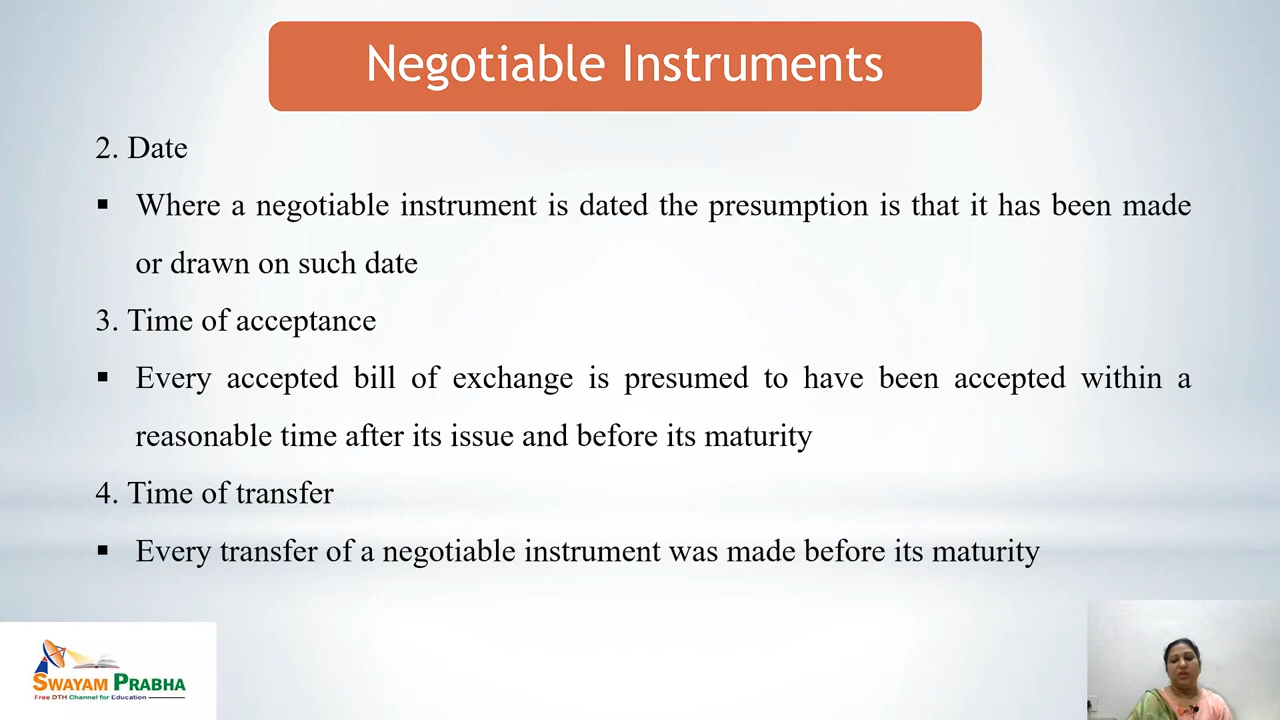 Negotiable Instruments
2. Date
▪ Where a negotiable instrument is dated the presumption is that it has been made
or drawn on such date
3. Time of acceptance
▪ Every accepted bill of exchange is presumed to have been accepted within a
reasonable time after its issue and before its maturity
4. Time of transfer
▪ Every transfer of a negotiable instrument was made before its maturity
SWAYAM PRABHA
Free DTH Channel for Education